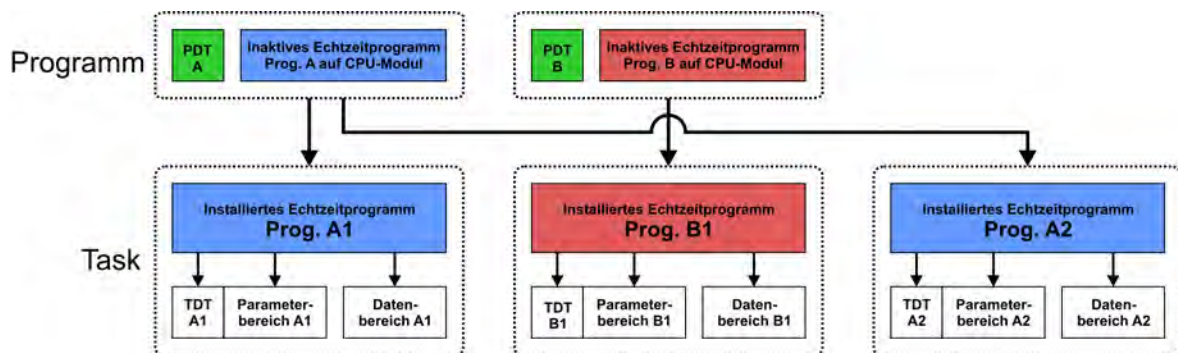 Programm
PDT
A
Inaktives Echtzeitprogramm
Prog. A auf CPU-Modul
PDT
B
Inaktives Echtzeitprogramm
Prog. B auf CPU-Modul
Task
Installiertes Echtzeitprogramm
Prog. A1
TDT
A1
Parameter-
bereich A1
Daten-
bereich A1
Installiertes Echtzeitprogramm
Prog. B1
TDT
B1
Parameter-
bereich B1
Daten-
bereich B1
Installiertes Echtzeitprogramm
Prog. A2
TDT
A2
Parameter-
bereich A2
Daten-
bereich A2